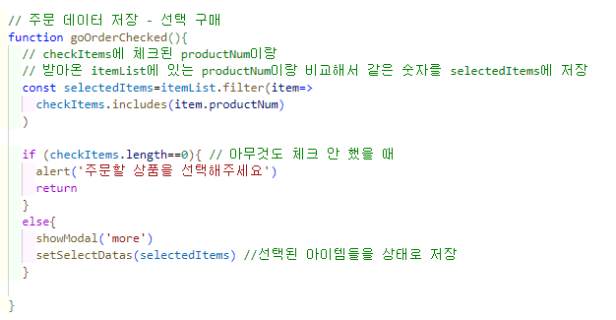 // 주문 데이터 저장 - 선택 구매
function goOrderChecked(){
// checkItems에 체크된 productNum이랑
// 받아온 itemList에 있는 productNum이랑 비교해서 같은 숫자를 selectedItems에 저장
const selectedItems=itemList.filter(item=>
checkItems.includes(item.productNum)
)
if (checkItems.length==0){ // 아무것도 체크 안 했을 때
alert('주문할 상품을 선택해주세요')
return
}
else{
showModal('more')
setSelectDatas(selectedItems) //선택된 아이템들을 상태로 저장
}
}